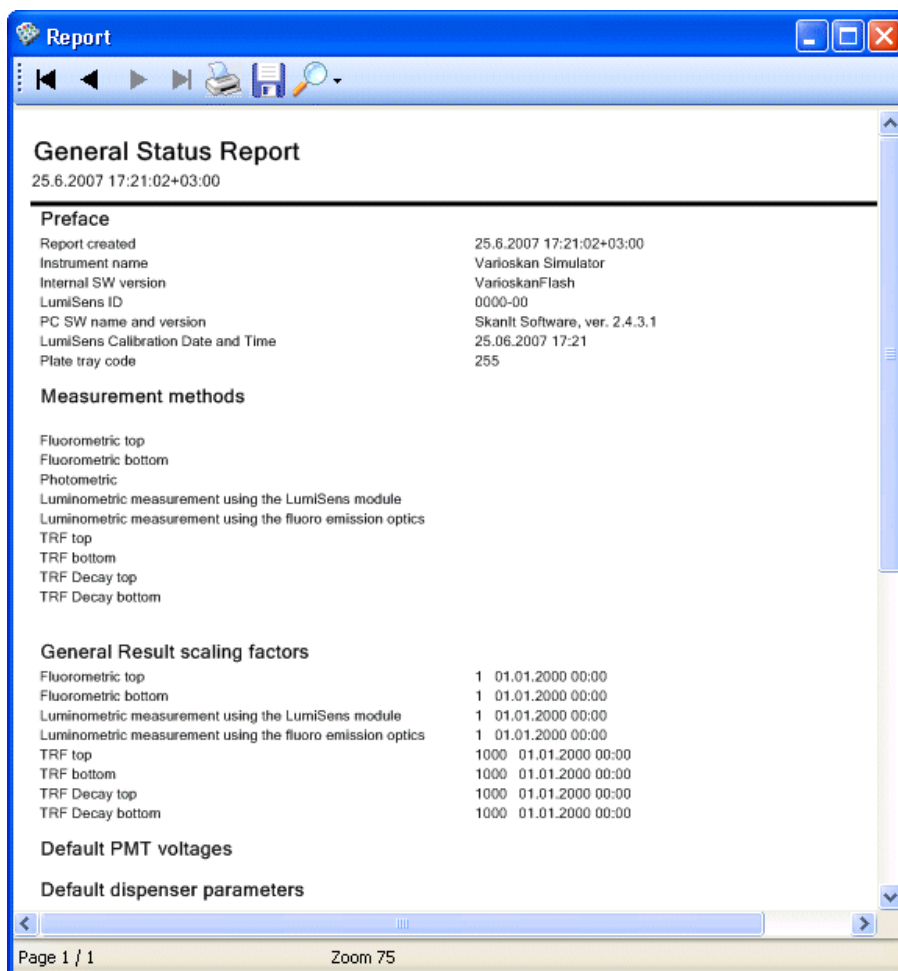 Report
General Status Report
25.6.2007 17:21:02+03:00
Preface
Report created 25.6.2007 17:21:02+03:00
Instrument name Varioskan Simulator
Internal SW version VarioskanFlash
LumiSens ID 0000-00
PC SW name and version SkanIt Software, ver. 2.4.3.1
LumiSens Calibration Date and Time 25.06.2007 17:21
Plate tray code 255
Measurement methods
Fluorometric top
Fluorometric bottom
Photometric
Luminometric measurement using the LumiSens module
Luminometric measurement using the fluoro emission optics
TRF top
TRF bottom
TRF Decay top
TRF Decay bottom
General Result scaling factors
Fluorometric top 1 01.01.2000 00:00
Fluorometric bottom 1 01.01.2000 00:00
Luminometric measurement using the LumiSens module 1 01.01.2000 00:00
Luminometric measurement using the fluoro emission optics 1 01.01.2000 00:00
TRF top 1000 01.01.2000 00:00
TRF bottom 1000 01.01.2000 00:00
TRF Decay top 1000 01.01.2000 00:00
TRF Decay bottom 1000 01.01.2000 00:00
Default PMT voltages
Default dispenser parameters
Page 1 / 1 Zoom 75